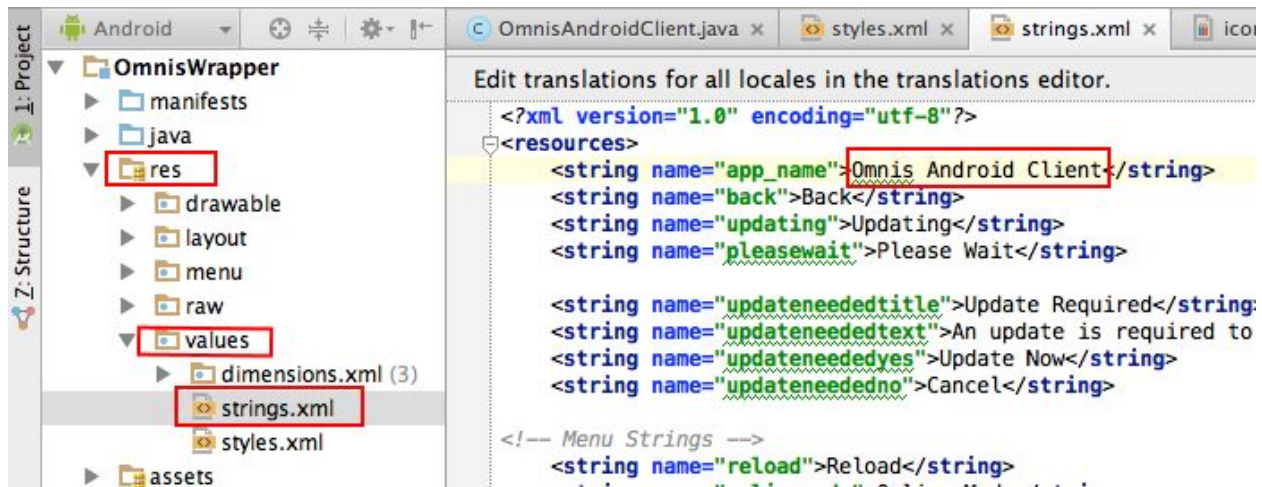 1: Project
7: Structure
Android
OmnisWrapper
manifests
java
res
drawable
layout
menu
raw
values
dimensions.xml (3)
strings.xml
styles.xml
assets
OmnisAndroidClient.java
styles.xml
strings.xml
Edit translations for all locales in the translations editor.
<?xml version="1.0" encoding="utf-8"?>
<resources>
<string name="app_name">Omnis Android Client</string>
<string name="back">Back</string>
<string name="updating">Updating</string>
<string name="pleasewait">Please Wait</string>
<string name="updateneededtitle">Update Required</string>
<string name="updateneededtext">An update is required to
<string name="updateneededyes">Update Now</string>
<string name="updateneededno">Cancel</string>
<!-- Menu Strings -->
<string name="reload">Reload</string>